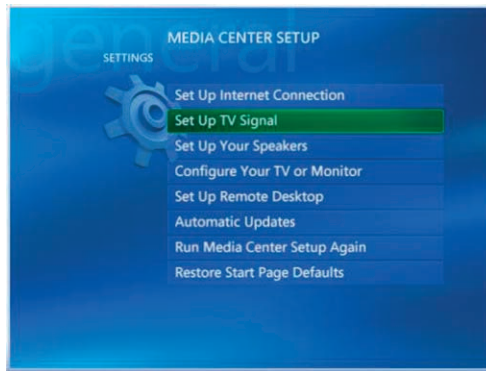 general
MEDIA CENTER SETUP
SETTINGS
Set Up Internet Connection
Set Up TV Signal
Set Up Your Speakers
Configure Your TV or Monitor
Set Up Remote Desktop
Automatic Updates
Run Media Center Setup Again
Restore Start Page Defaults